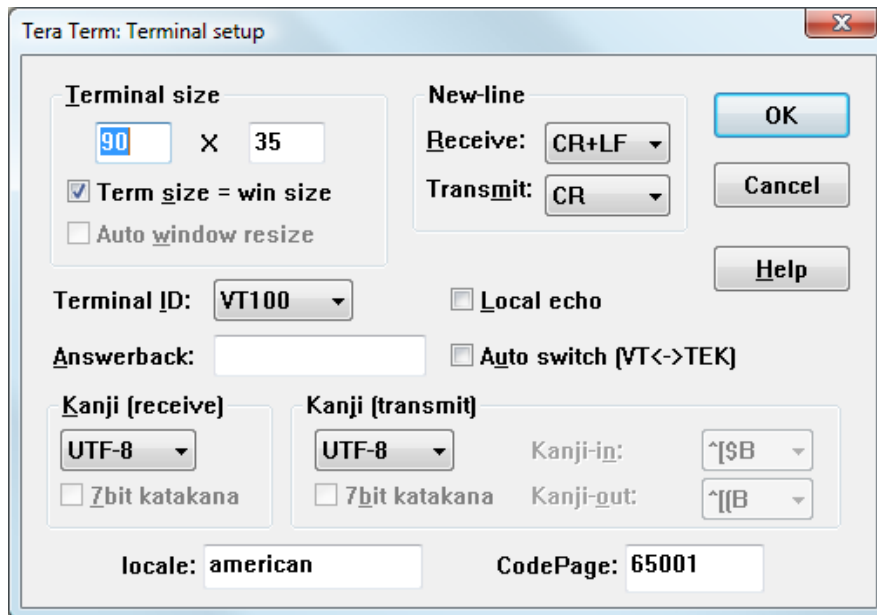 Tera Term: Terminal setup
Terminal size
90 X 35
Term size = win size
Auto window resize
New-line
Receive: CR+LF
Transmit: CR
OK
Cancel
Help
Terminal ID: VT100
Local echo
Answerback:
Auto switch (VT<->TEK)
Kanji (receive)
UTF-8
7bit katakana
Kanji (transmit)
UTF-8
7bit katakana
Kanji-in: ^[$B
Kanji-out: ^[(B
locale: american
CodePage: 65001